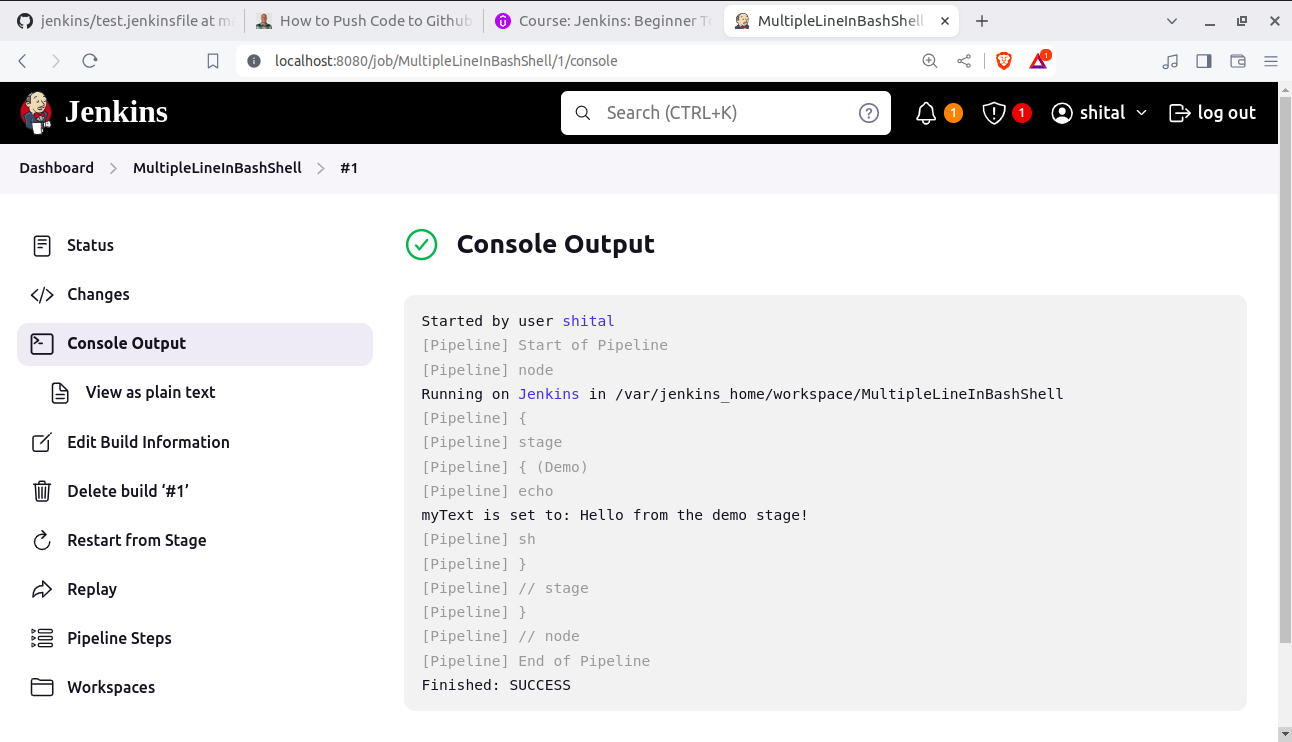 jenkins/test.jenkinsfile at m
How to Push Code to Github
Course: Jenkins: Beginner T
MultipleLineInBashShell
localhost:8080/job/MultipleLineInBashShell/1/console
1
Jenkins
Search (CTRL+K)
1
1
shital
log out
Dashboard
MultipleLineInBashShell
#1
Status
Changes
Console Output
View as plain text
Edit Build Information
Delete build ‘#1’
Restart from Stage
Replay
Pipeline Steps
Workspaces
Console Output
Started by user shital
[Pipeline] Start of Pipeline
[Pipeline] node
Running on Jenkins in /var/jenkins_home/workspace/MultipleLineInBashShell
[Pipeline] {
[Pipeline] stage
[Pipeline] { (Demo)
[Pipeline] echo
myText is set to: Hello from the demo stage!
[Pipeline] sh
[Pipeline] }
[Pipeline] // stage
[Pipeline] }
[Pipeline] // node
[Pipeline] End of Pipeline
Finished: SUCCESS